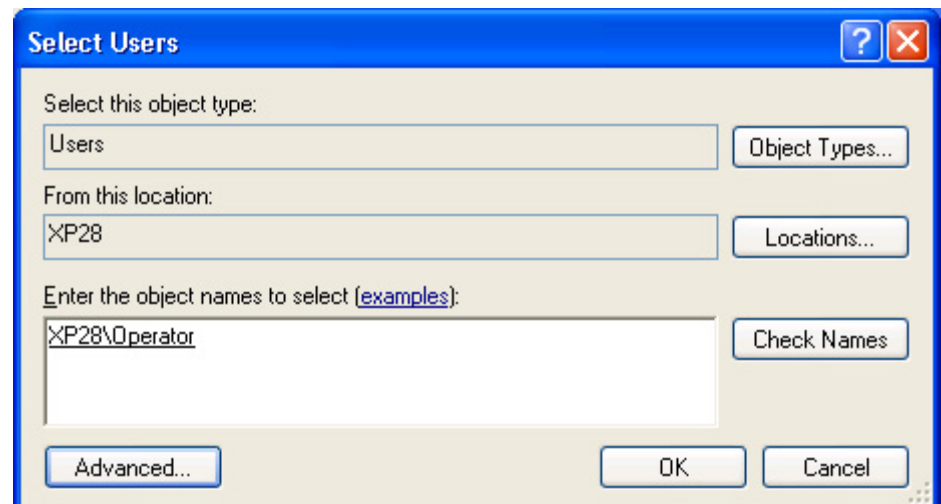 Select Users
?
Select this object type:
Users
Object Types...
From this location:
XP28
Locations...
Enter the object names to select (examples):
XP28\Operator
Check Names
Advanced...
OK
Cancel